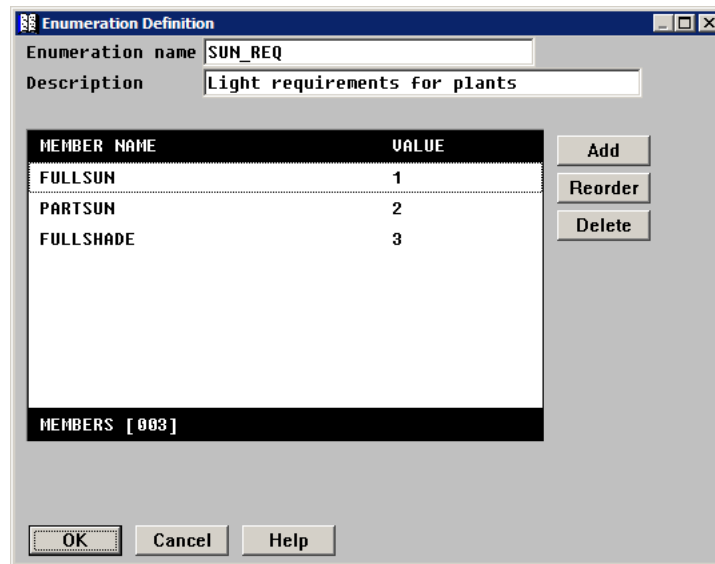 Enumeration Definition
Enumeration name SUN_REQ
Description Light requirements for plants
MEMBER NAME VALUE
Add
FULLSUN 1
Reorder
PARTSUN 2
Delete
FULLSHADE 3
MEMBERS [003]
OK Cancel Help